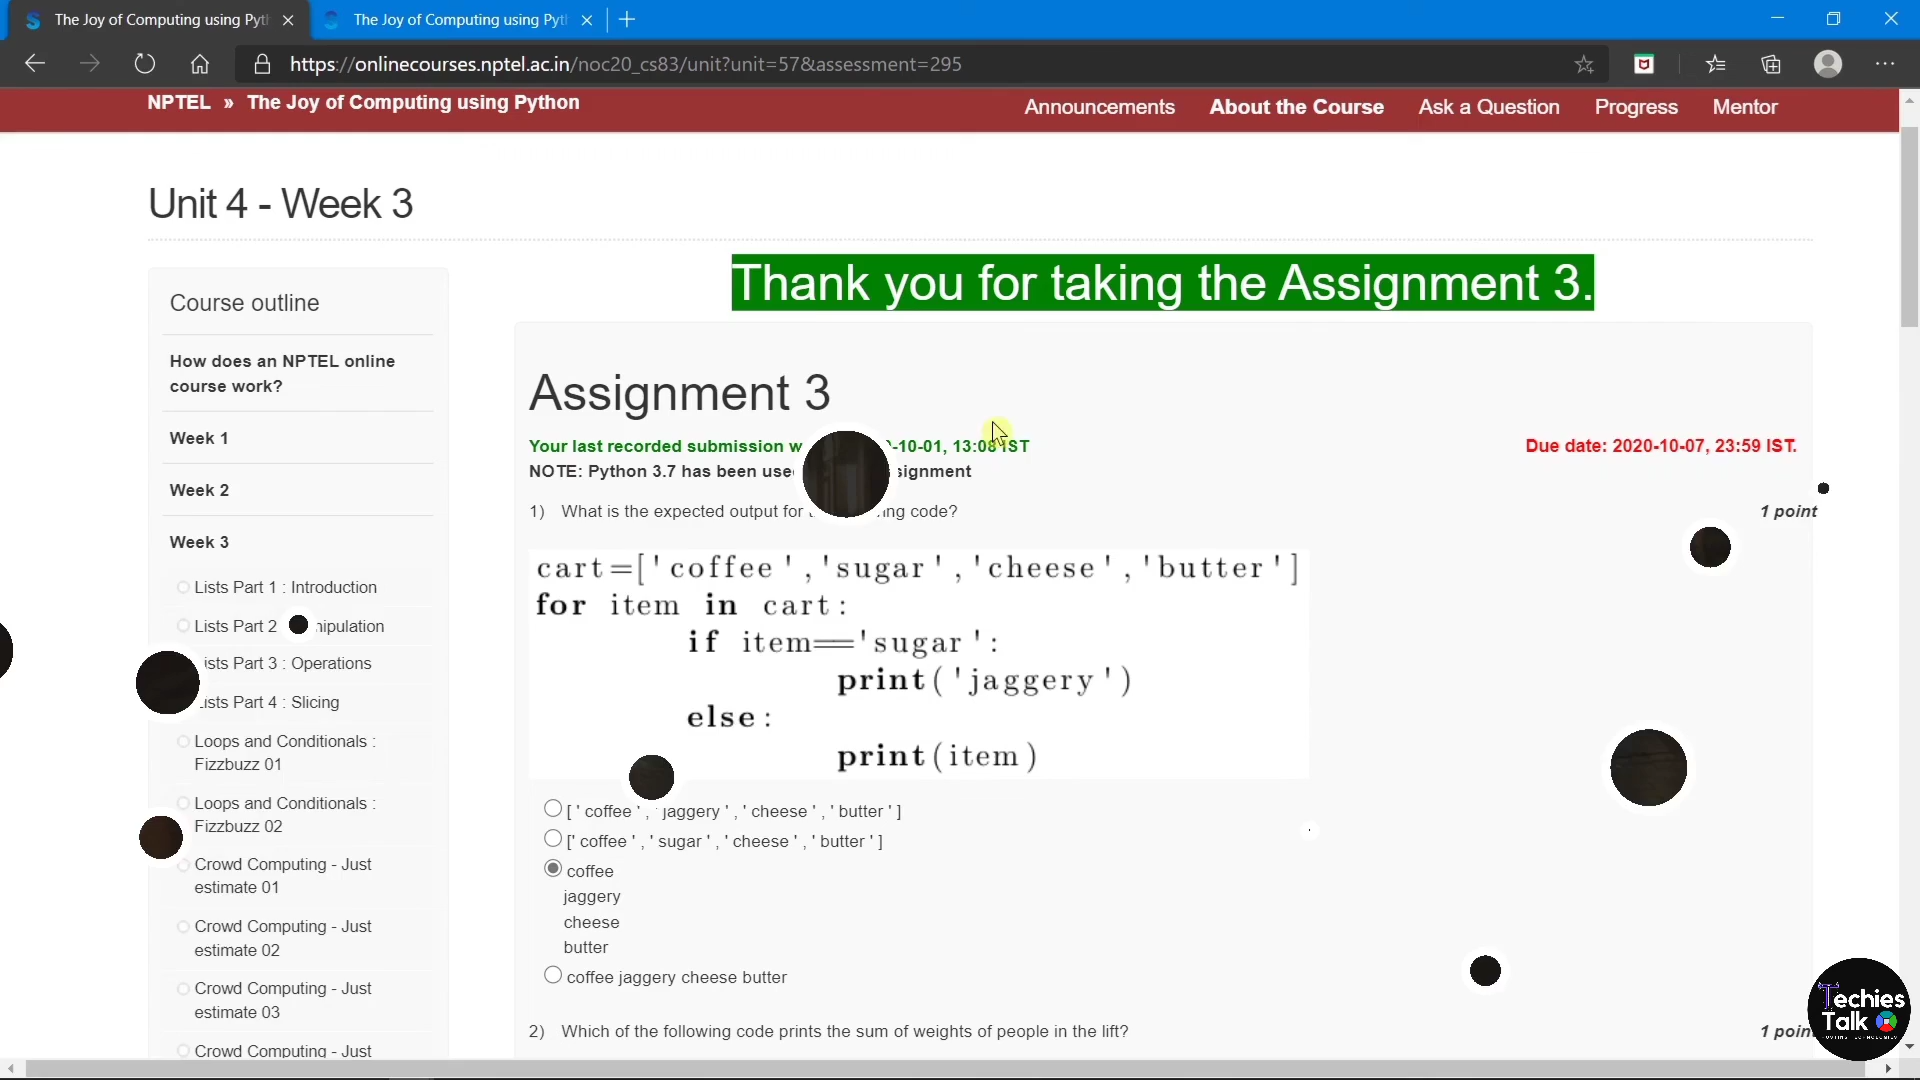 The Joy of Computing using Pyt
The Joy of Computing using Pyt
https://onlinecourses.nptel.ac.in/noc20_cs83/unit?unit=57&assessment=295
NPTEL » The Joy of Computing using Python
Announcements About the Course Ask a Question Progress Mentor
Unit 4 - Week 3
Course outline
How does an NPTEL online
course work?
Week 1
Week 2
Week 3
Lists Part 1 : Introduction
Lists Part 2 nipulation
ists Part 3 : Operations
Lists Part 4 : Slicing
Loops and Conditionals :
Fizzbuzz 01
Loops and Conditionals :
Fizzbuzz 02
Crowd Computing - Just
estimate 01
Crowd Computing - Just
estimate 02
Crowd Computing - Just
estimate 03
Crowd Computing - Just
Thank you for taking the Assignment 3.
Assignment 3
Your last recorded submission w -10-01, 13:08 IST
Due date: 2020-10-07, 23:59 IST.
NOTE: Python 3.7 has been use signment
1) What is the expected output for ng code?
1 point
cart=['coffee','sugar','cheese','butter']
for item in cart:
if item=='sugar':
print('jaggery')
else:
print(item)
[ ' coffee ' , ' jaggery ' , ' cheese ' , ' butter ' ]
[' coffee ' , ' sugar ' , ' cheese ' , ' butter ' ]
coffee
jaggery
cheese
butter
coffee jaggery cheese butter
2) Which of the following code prints the sum of weights of people in the lift?
1 poin
Techies
Talk